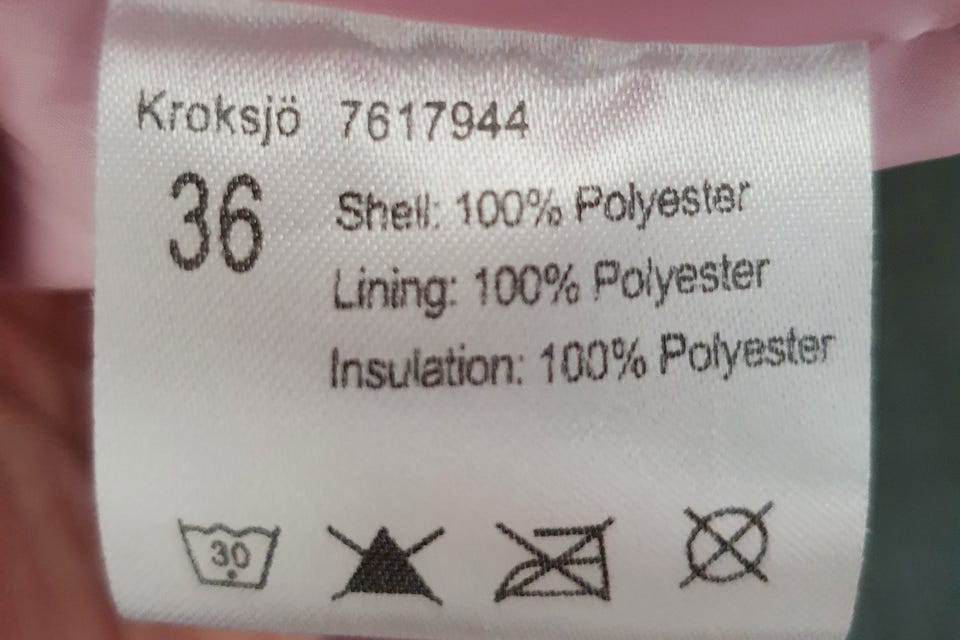 Kroksjö 7617944
36
Shell: 100% Polyester
Lining: 100% Polyester
Insulation: 100% Polyester
30